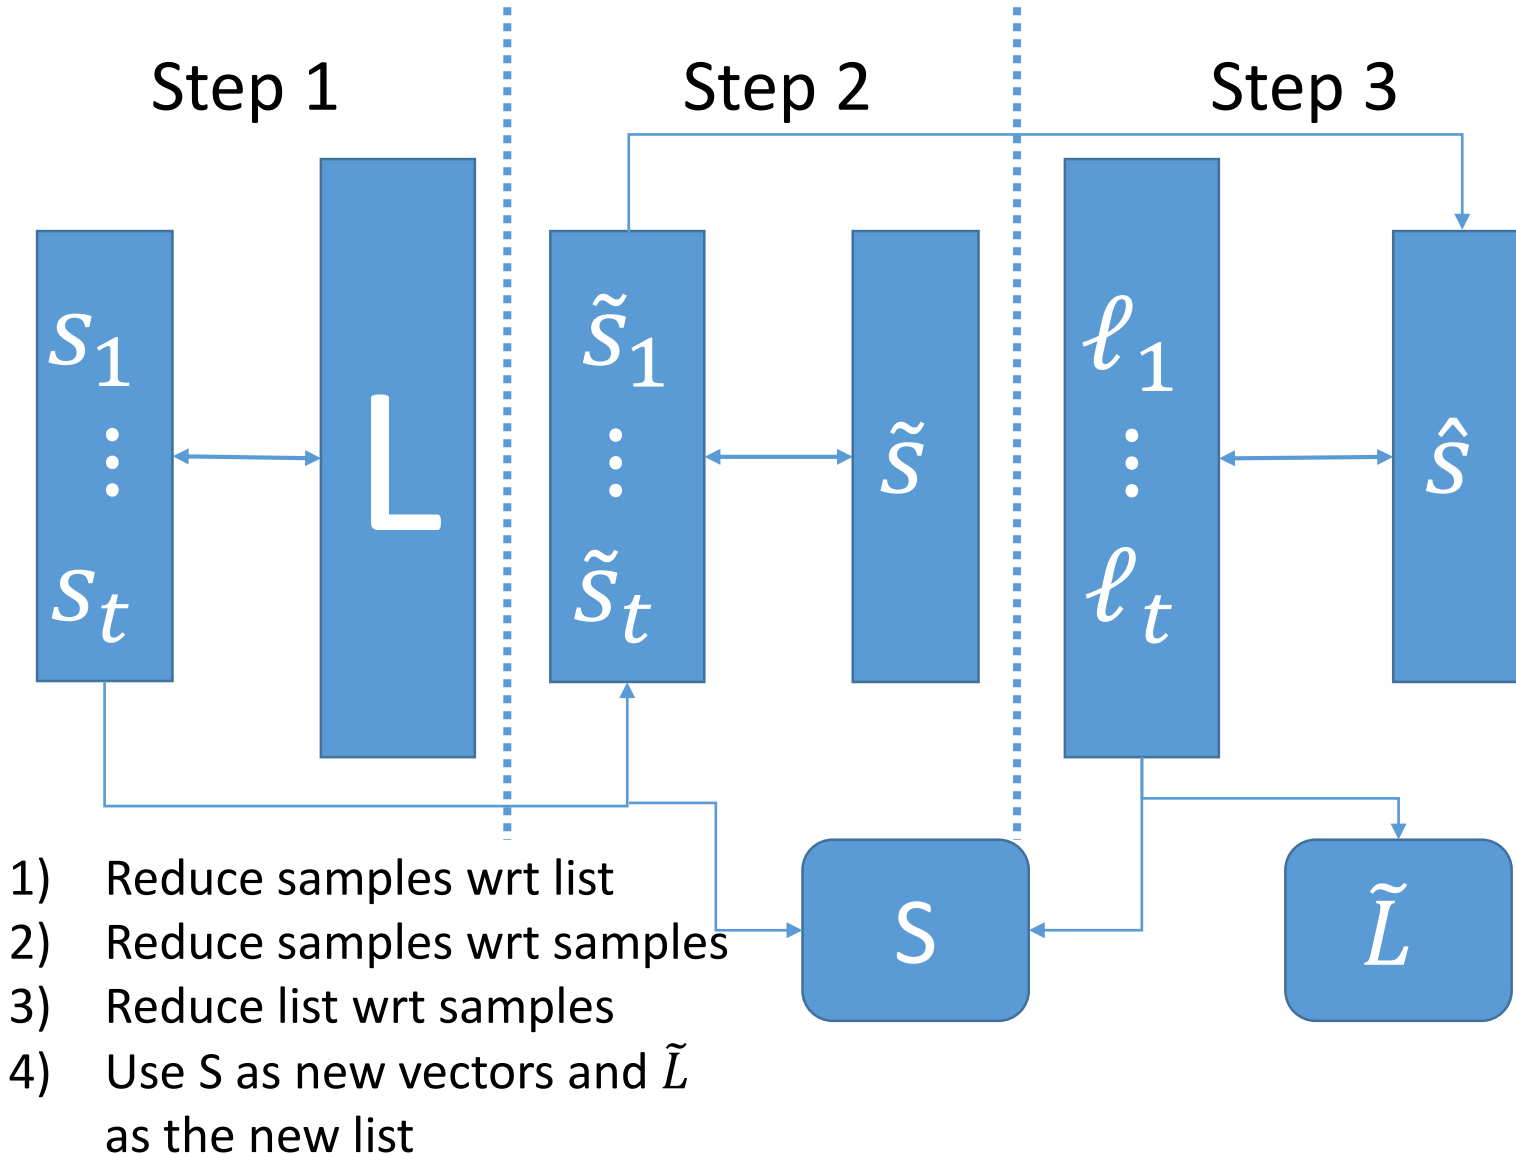 Step 1
Step 2
Step 3
s₁
⋮
sₜ
L
s̃₁
⋮
s̃ₜ
s̃
ℓ₁
⋮
ℓₜ
ŝ
S
L̃
1) Reduce samples wrt list
2) Reduce samples wrt samples
3) Reduce list wrt samples
4) Use S as new vectors and L̃
as the new list